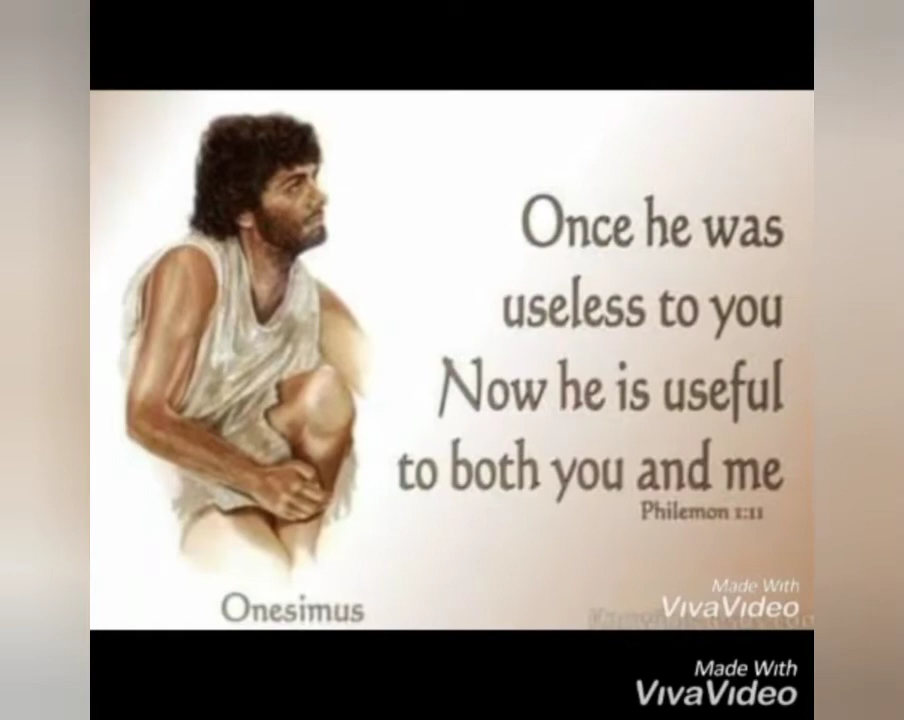 Once he was
useless to you
Now he is useful
to both you and me
Philemon 1:11
Onesimus
Made With
VivaVideo
Made With
VivaVideo